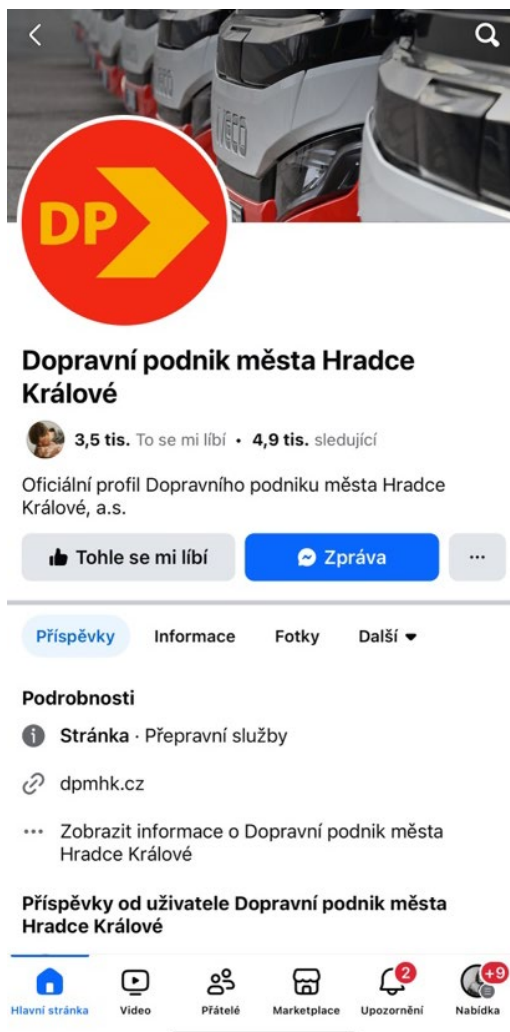 IVECO
DP
Dopravní podnik města Hradce
Králové
3,5 tis. To se mi líbí • 4,9 tis. sledující
Oficiální profil Dopravního podniku města Hradce
Králové, a.s.
Tohle se mi líbí
Zpráva
Příspěvky
Informace
Fotky
Další
Podrobnosti
Stránka · Přepravní služby
dpmhk.cz
Zobrazit informace o Dopravní podnik města
Hradce Králové
Příspěvky od uživatele Dopravní podnik města
Hradce Králové
2
+9
Hlavní stránka
Video
Přátelé
Marketplace
Upozornění
Nabídka